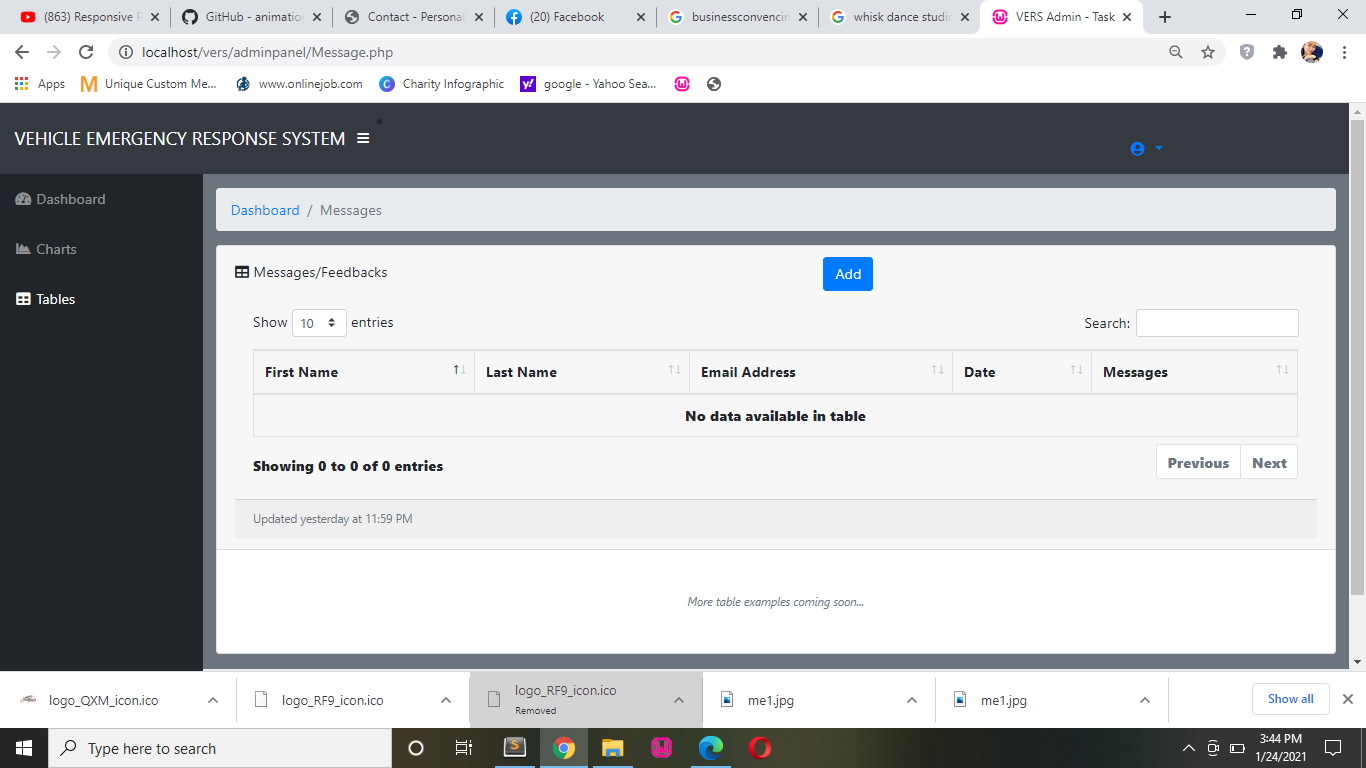 (863) Responsive P
GitHub - animatio
Contact - Personal
(20) Facebook
businessconvencin
whisk dance studio
VERS Admin - Task
localhost/vers/adminpanel/Message.php
Apps
Unique Custom Me...
www.onlinejob.com
Charity Infographic
google - Yahoo Sea...
VEHICLE EMERGENCY RESPONSE SYSTEM
Dashboard
Charts
Tables
Dashboard / Messages
Messages/Feedbacks
Add
Show 10 entries
Search:
First Name Last Name Email Address Date Messages
No data available in table
Showing 0 to 0 of 0 entries
Previous Next
Updated yesterday at 11:59 PM
More table examples coming soon...
logo_QXM_icon.ico
logo_RF9_icon.ico
logo_RF9_icon.ico
Removed
me1.jpg
me1.jpg
Show all
Type here to search
3:44 PM
1/24/2021